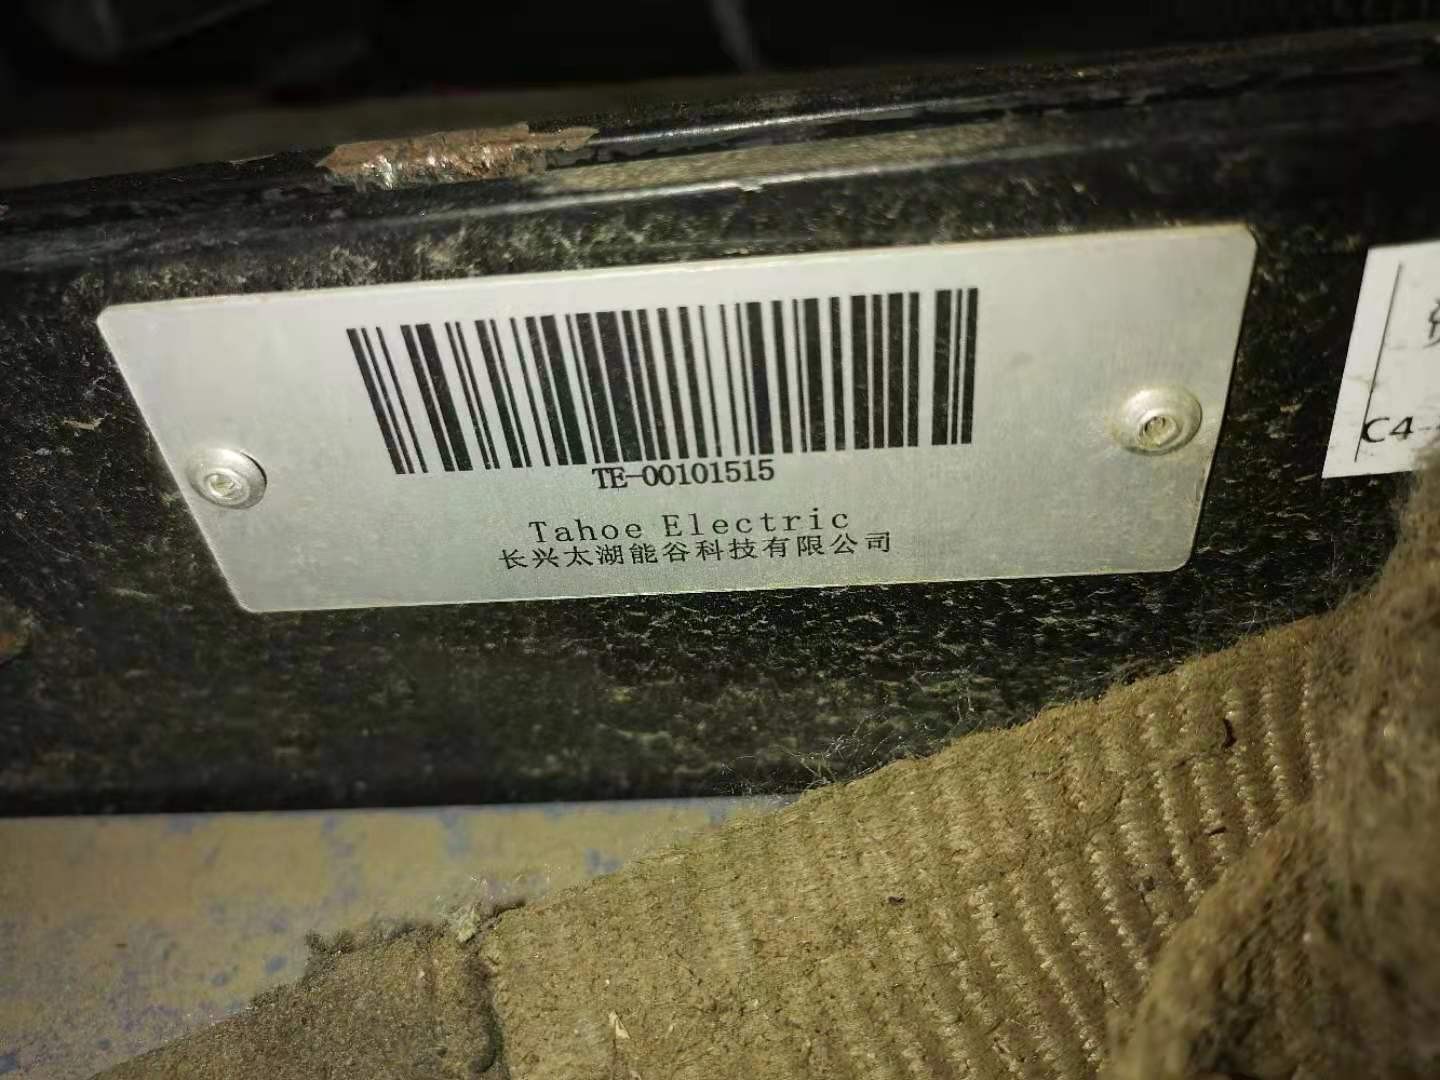 TE-00101515
Tahoe Electric
长兴太湖能谷科技有限公司
C4-